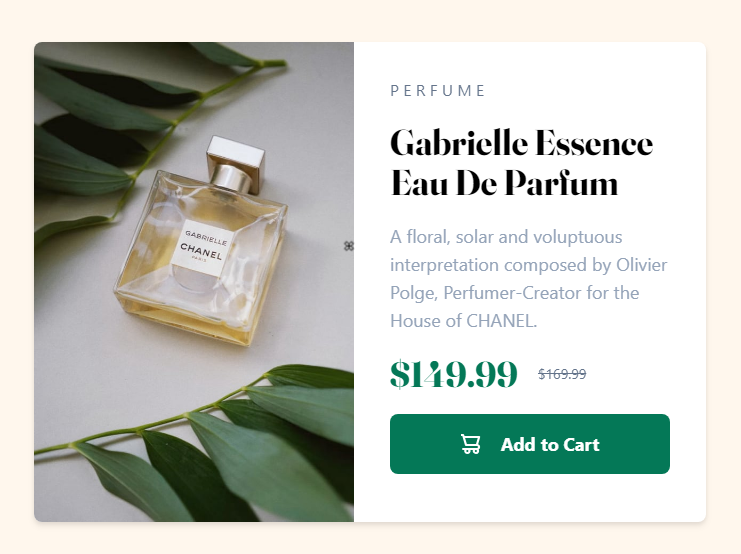 GABRIELLE
CHANEL
PARIS
PERFUME
Gabrielle Essence
Eau De Parfum
A floral, solar and voluptuous
interpretation composed by Olivier
Polge, Perfumer-Creator for the
House of CHANEL.
$149.99 $169.99
Add to Cart